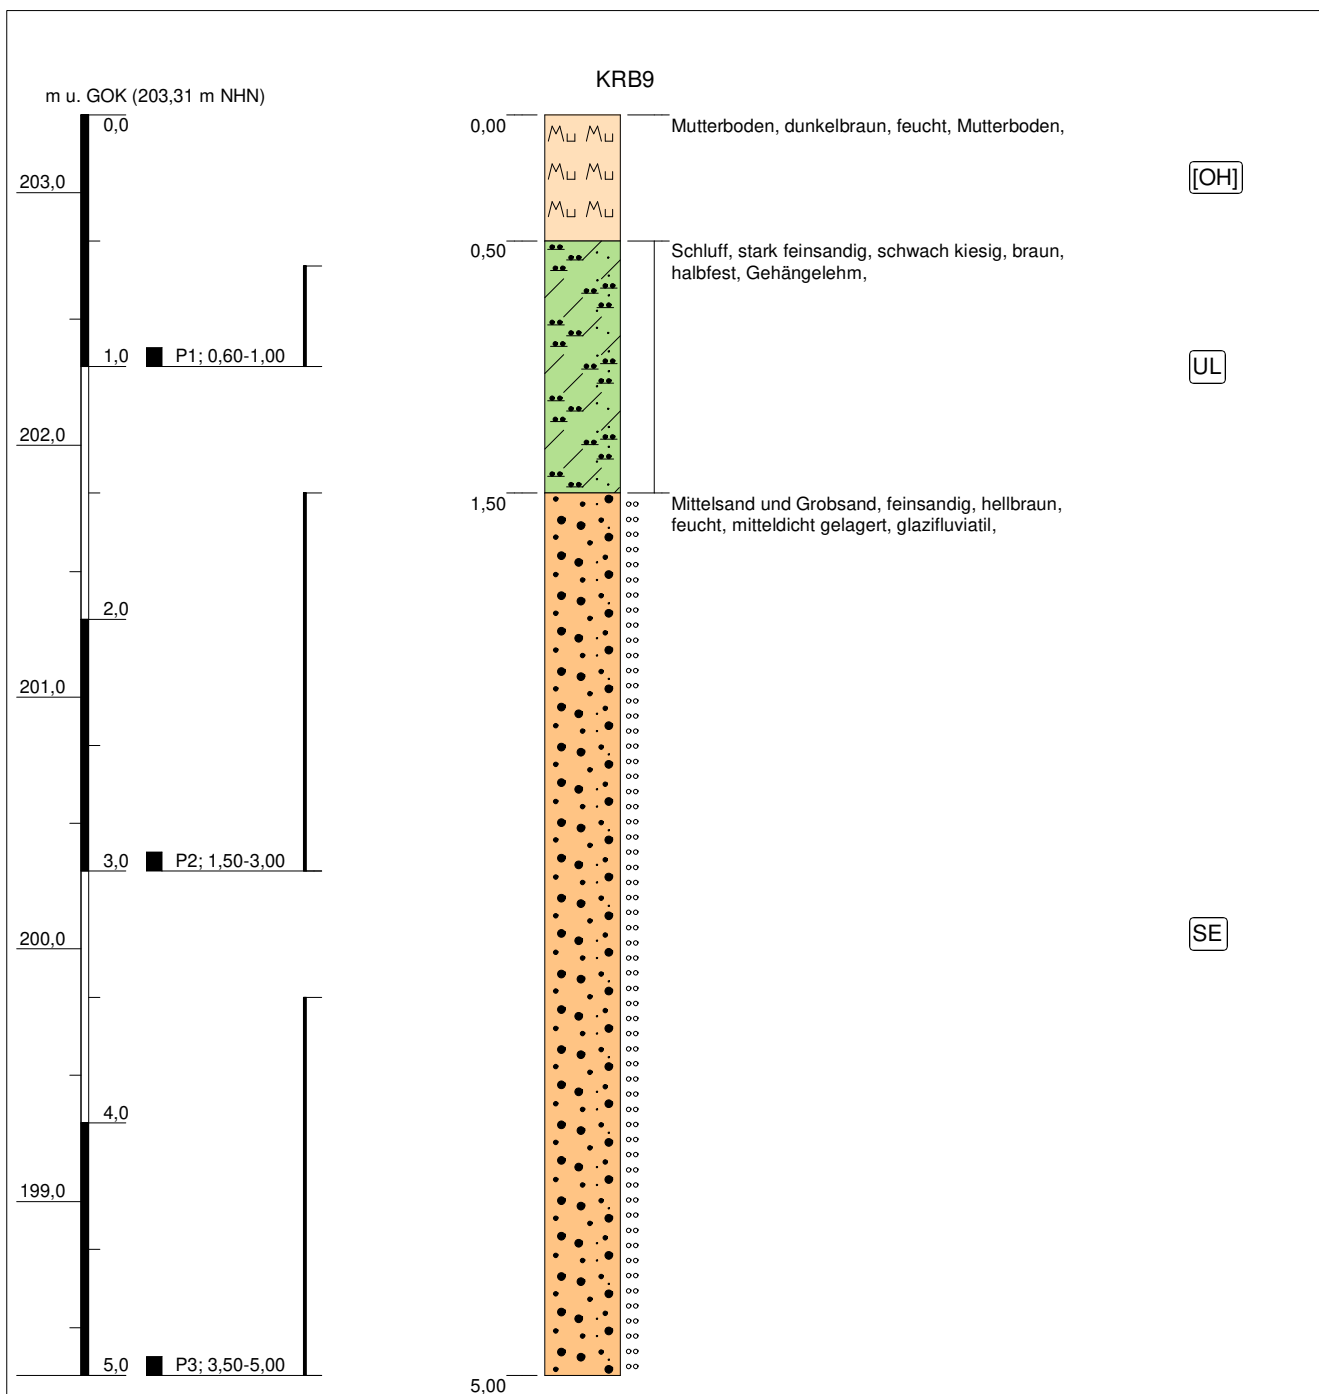 KRB9
m u. GOK (203,31 m NHN)
0,0
0,00
Mutterboden, dunkelbraun, feucht, Mutterboden,
203,0
[OH]
0,50
Schluff, stark feinsandig, schwach kiesig, braun,
halbfest, Gehängelehm,
1,0
P1; 0,60-1,00
UL
202,0
1,50
Mittelsand und Grobsand, feinsandig, hellbraun,
feucht, mitteldicht gelagert, glazifluviatil,
2,0
201,0
3,0
P2; 1,50-3,00
200,0
SE
4,0
199,0
5,0
P3; 3,50-5,00
5,00